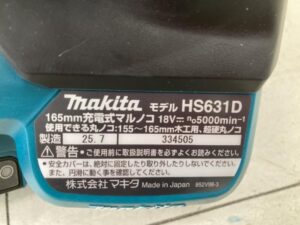 makita モデル HS631D
165mm充電式マルノコ 18V⎓ n₀5000min⁻¹
使用できる丸ノコ:155～165mm木工用、超硬丸ノコ
製造 25.7 334505
⚠警告 •ご使用前に取扱説明書を必ずよくお読みください。
•安全カバーは、絶対に固定したり取り外したりしないでください。
また、円滑に動く事を確認してください。
株式会社マキタ Made in Japan 852V98-3